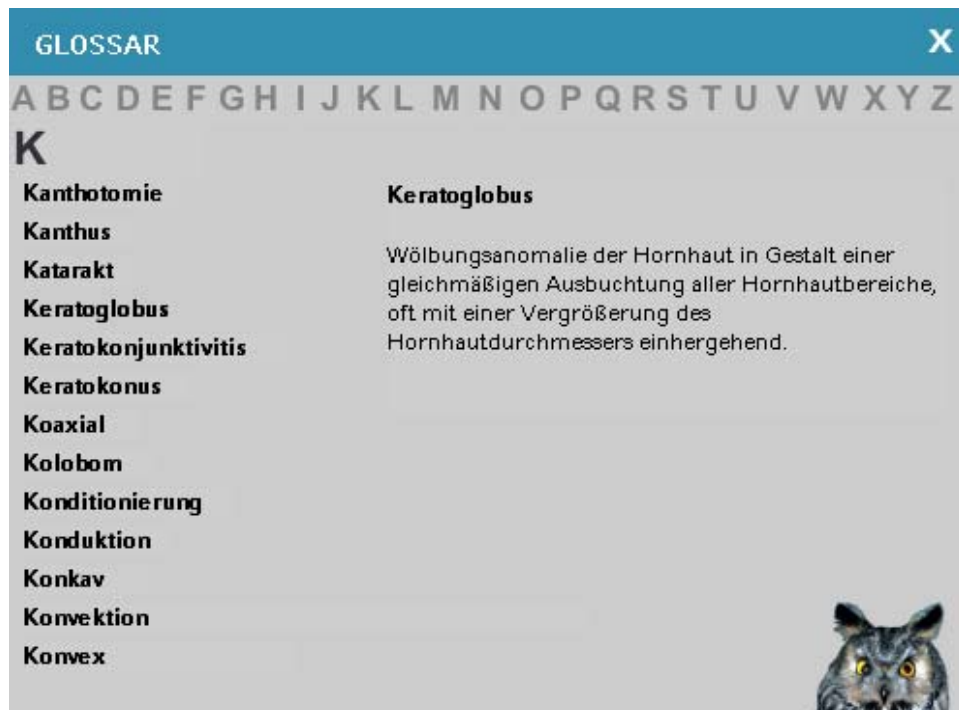 GLOSSAR X
A B C D E F G H I J K L M N O P Q R S T U V W X Y Z
K
Kanthotomie
Kanthus
Katarakt
Keratoglobus
Keratokonjunktivitis
Keratokonus
Koaxial
Kolobom
Konditionierung
Konduktion
Konkav
Konvektion
Konvex
Keratoglobus
Wölbungsanomalie der Hornhaut in Gestalt einer
gleichmäßigen Ausbuchtung aller Hornhautbereiche,
oft mit einer Vergrößerung des
Hornhautdurchmessers einhergehend.